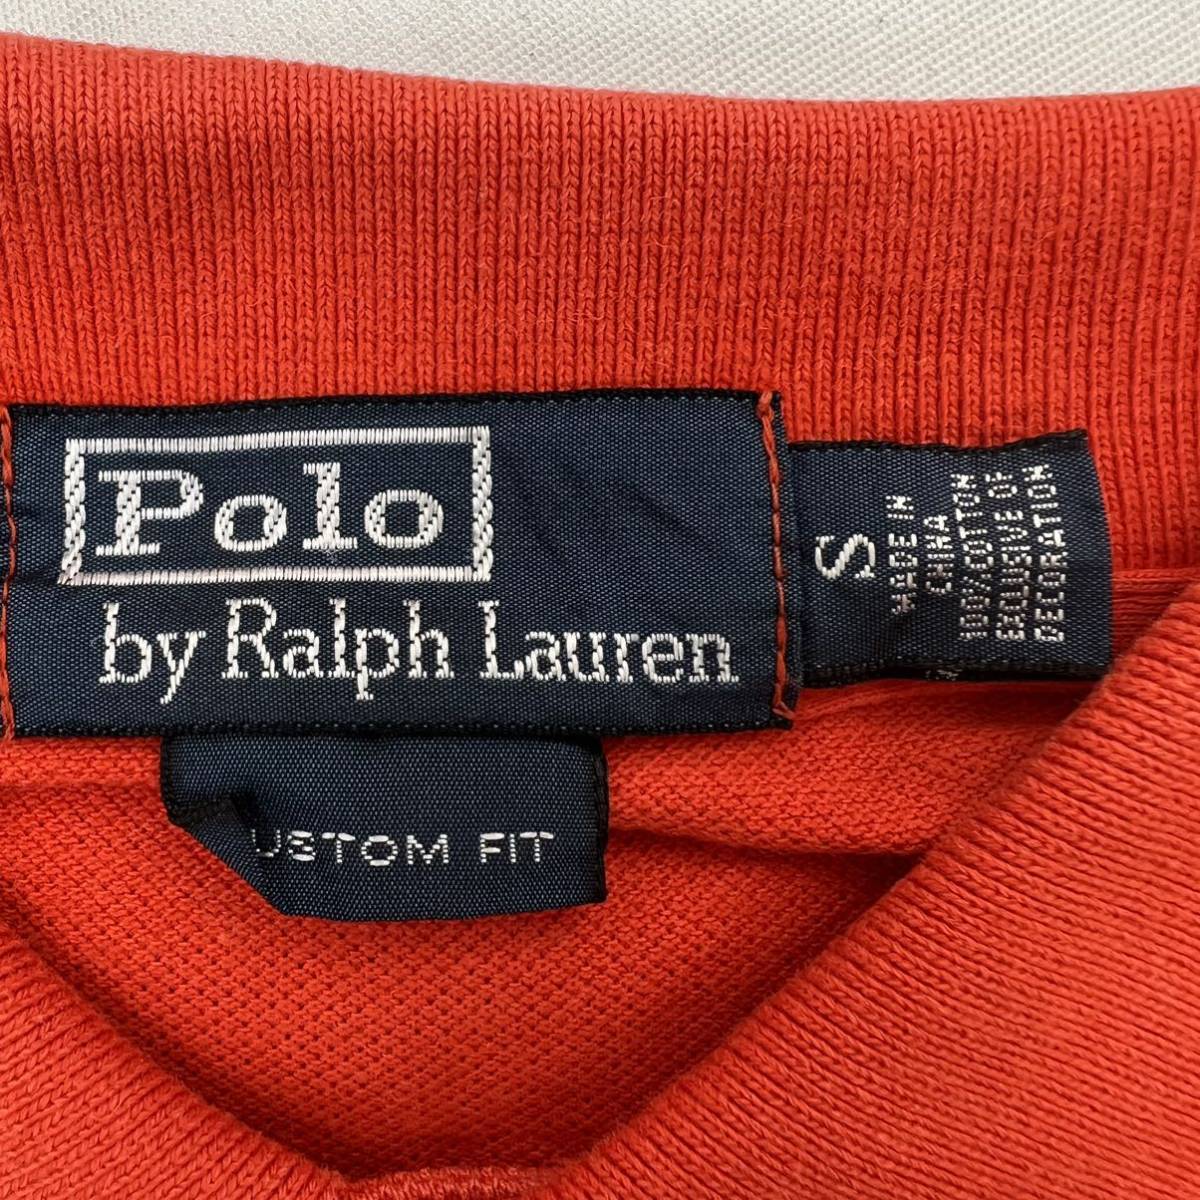 Polo
by Ralph Lauren
S
MADE IN
CHINA
100% COTTON
EXCLUSIVE OF
DECORATION
USTOM FIT